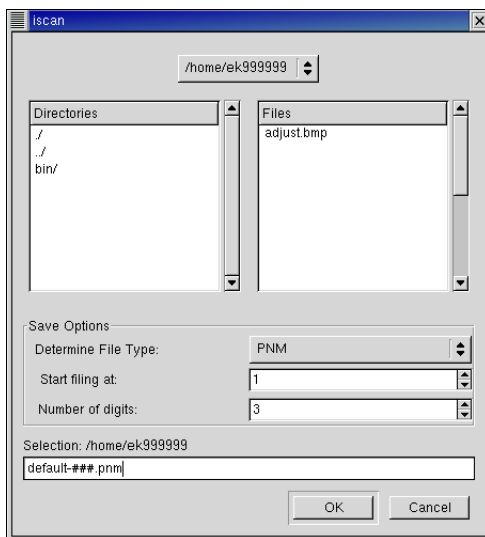 iscan
/home/ek999999
Directories
./
../
bin/
Files
adjust.bmp
Save Options
Determine File Type: PNM
Start filing at: 1
Number of digits: 3
Selection: /home/ek999999
default-###.pnm
OK Cancel